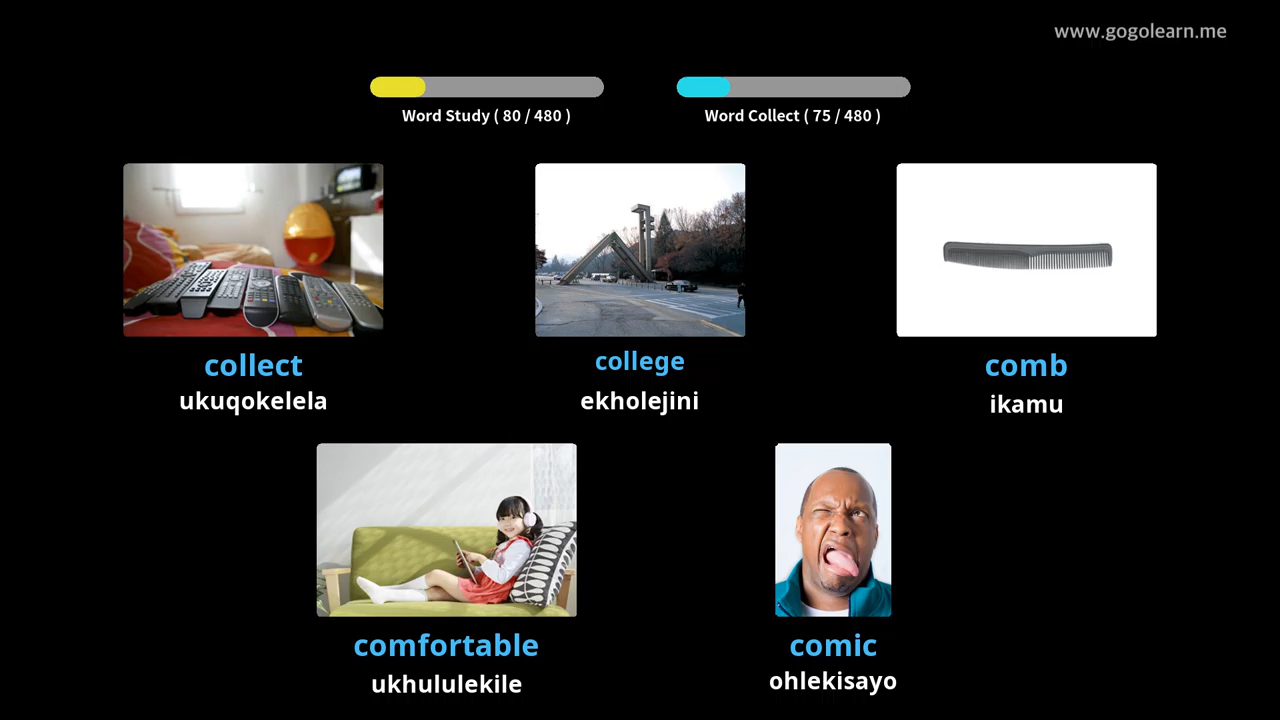 www.gogolearn.me
Word Study ( 80 / 480 )
Word Collect ( 75 / 480 )
collect
ukuqokelela
college
ekholejini
comb
ikamu
comfortable
ukhululekile
comic
ohlekisayo